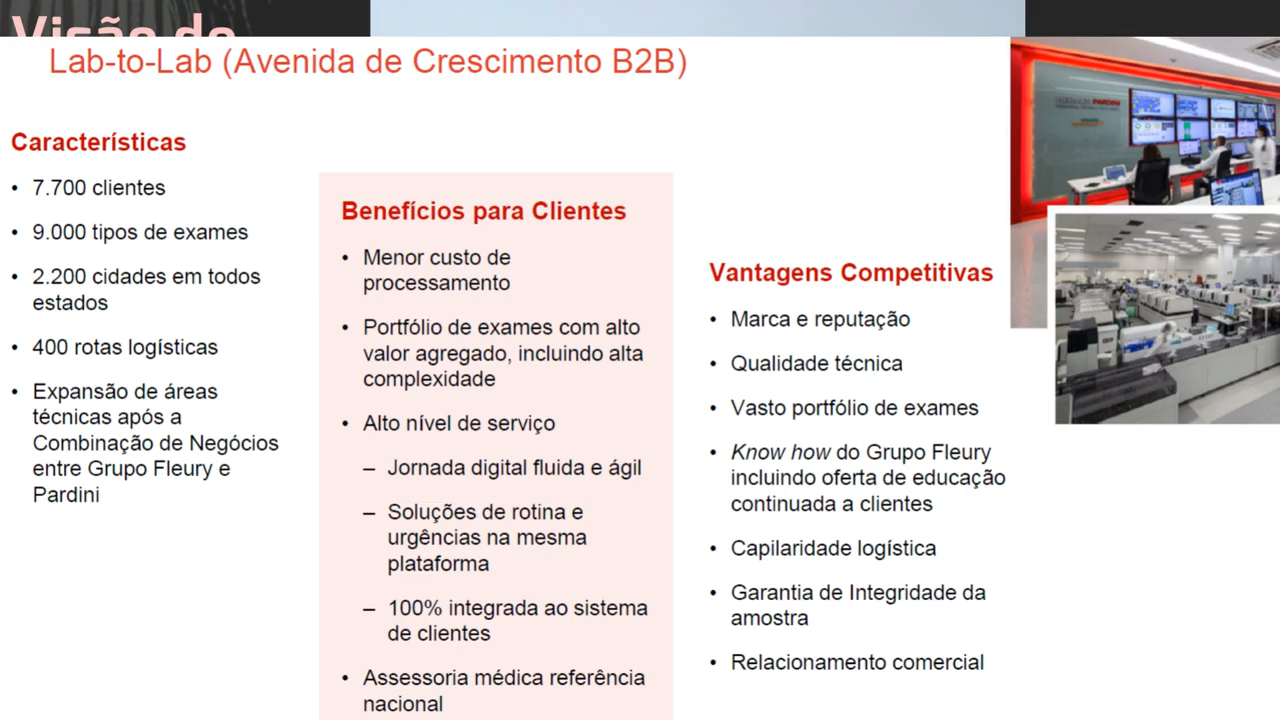 Visão de
Lab-to-Lab (Avenida de Crescimento B2B)
Características
• 7.700 clientes
• 9.000 tipos de exames
• 2.200 cidades em todos
estados
• 400 rotas logísticas
• Expansão de áreas
técnicas após a
Combinação de Negócios
entre Grupo Fleury e
Pardini
Benefícios para Clientes
• Menor custo de
processamento
• Portfólio de exames com alto
valor agregado, incluindo alta
complexidade
• Alto nível de serviço
– Jornada digital fluida e ágil
– Soluções de rotina e
urgências na mesma
plataforma
– 100% integrada ao sistema
de clientes
• Assessoria médica referência
nacional
Vantagens Competitivas
• Marca e reputação
• Qualidade técnica
• Vasto portfólio de exames
• Know how do Grupo Fleury
incluindo oferta de educação
continuada a clientes
• Capilaridade logística
• Garantia de Integridade da
amostra
• Relacionamento comercial
PARDINI